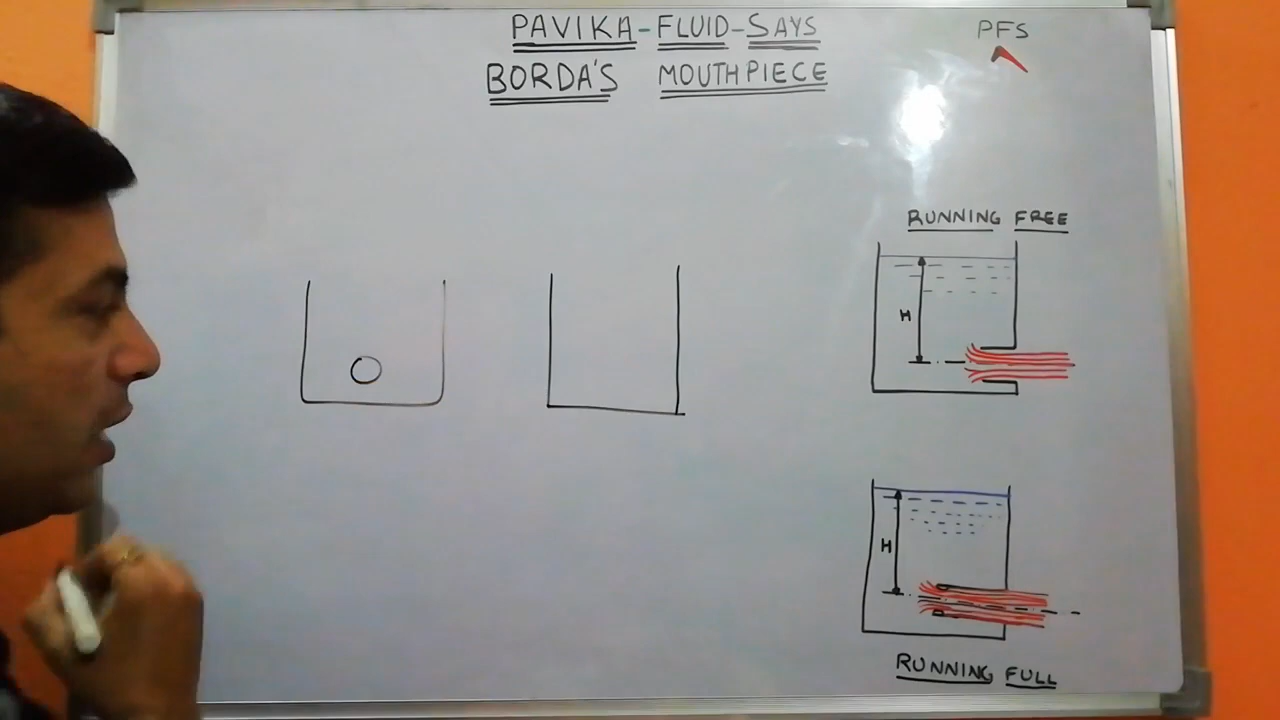 PAVIKA-FLUID-SAYS
BORDA'S MOUTHPIECE
PFS
RUNNING FREE
H
H
RUNNING FULL